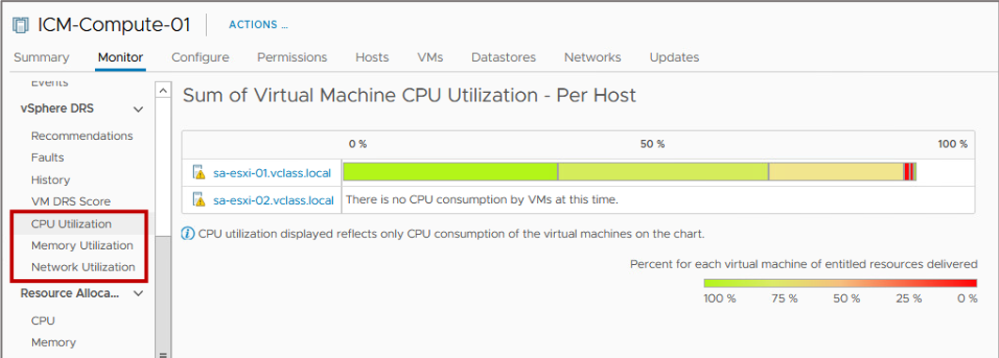 ICM-Compute-01
ACTIONS ...
Summary Monitor Configure Permissions Hosts VMs Datastores Networks Updates
Events
vSphere DRS
Recommendations
Faults
History
VM DRS Score
CPU Utilization
Memory Utilization
Network Utilization
Resource Alloca...
CPU
Memory
Sum of Virtual Machine CPU Utilization - Per Host
0 % 50 % 100 %
sa-esxi-01.vclass.local
sa-esxi-02.vclass.local There is no CPU consumption by VMs at this time.
CPU utilization displayed reflects only CPU consumption of the virtual machines on the chart.
Percent for each virtual machine of entitled resources delivered
100 % 75 % 50 % 25 % 0 %